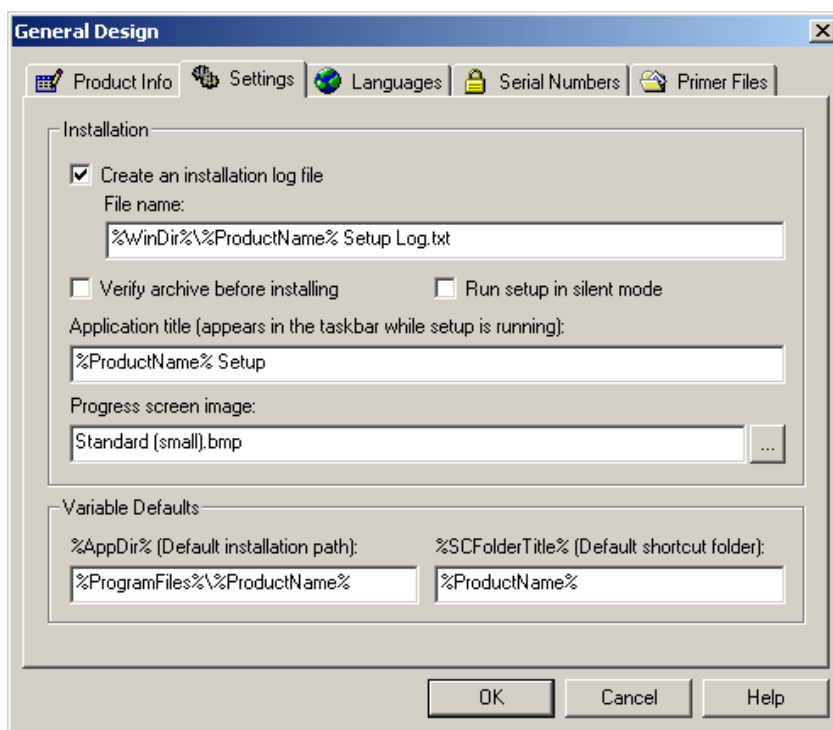 General Design
Product Info Settings Languages Serial Numbers Primer Files
Installation
Create an installation log file
File name:
%WinDir%\%ProductName% Setup Log.txt
Verify archive before installing Run setup in silent mode
Application title (appears in the taskbar while setup is running):
%ProductName% Setup
Progress screen image:
Standard (small).bmp ...
Variable Defaults
%AppDir% (Default installation path): %SCFolderTitle% (Default shortcut folder):
%ProgramFiles%\%ProductName% %ProductName%
OK Cancel Help